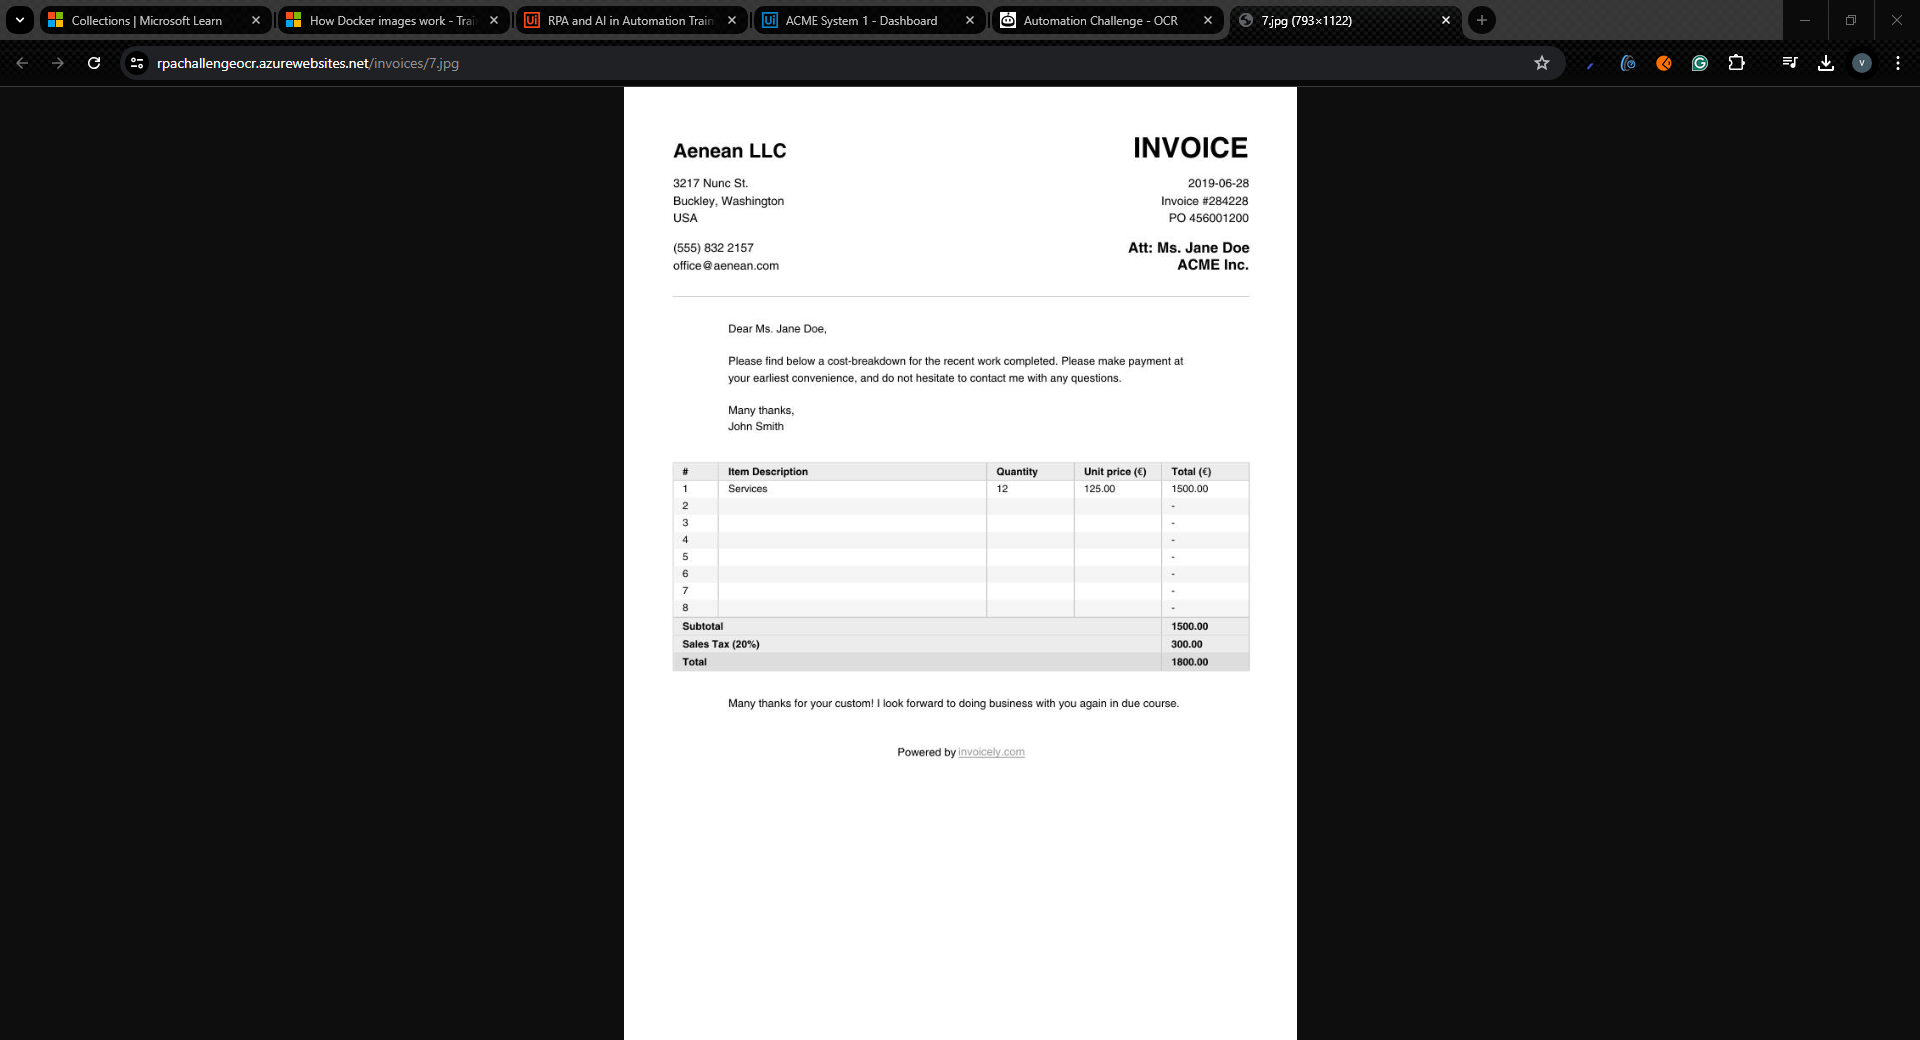 Collections | Microsoft Learn
How Docker images work - Trai
RPA and AI in Automation Train
ACME System 1 - Dashboard
Automation Challenge - OCR
7.jpg (793×1122)
rpachallengeocr.azurewebsites.net/invoices/7.jpg
V
Aenean LLC
INVOICE
3217 Nunc St.
2019-06-28
Buckley, Washington
Invoice #284228
USA
PO 456001200
(555) 832 2157
Att: Ms. Jane Doe
office@aenean.com
ACME Inc.
Dear Ms. Jane Doe,
Please find below a cost-breakdown for the recent work completed. Please make payment at
your earliest convenience, and do not hesitate to contact me with any questions.
Many thanks,
John Smith
# Item Description Quantity Unit price (€) Total (€)
1 Services 12 125.00 1500.00
2 -
3 -
4 -
5 -
6 -
7 -
8 -
Subtotal 1500.00
Sales Tax (20%) 300.00
Total 1800.00
Many thanks for your custom! I look forward to doing business with you again in due course.
Powered by invoicely.com